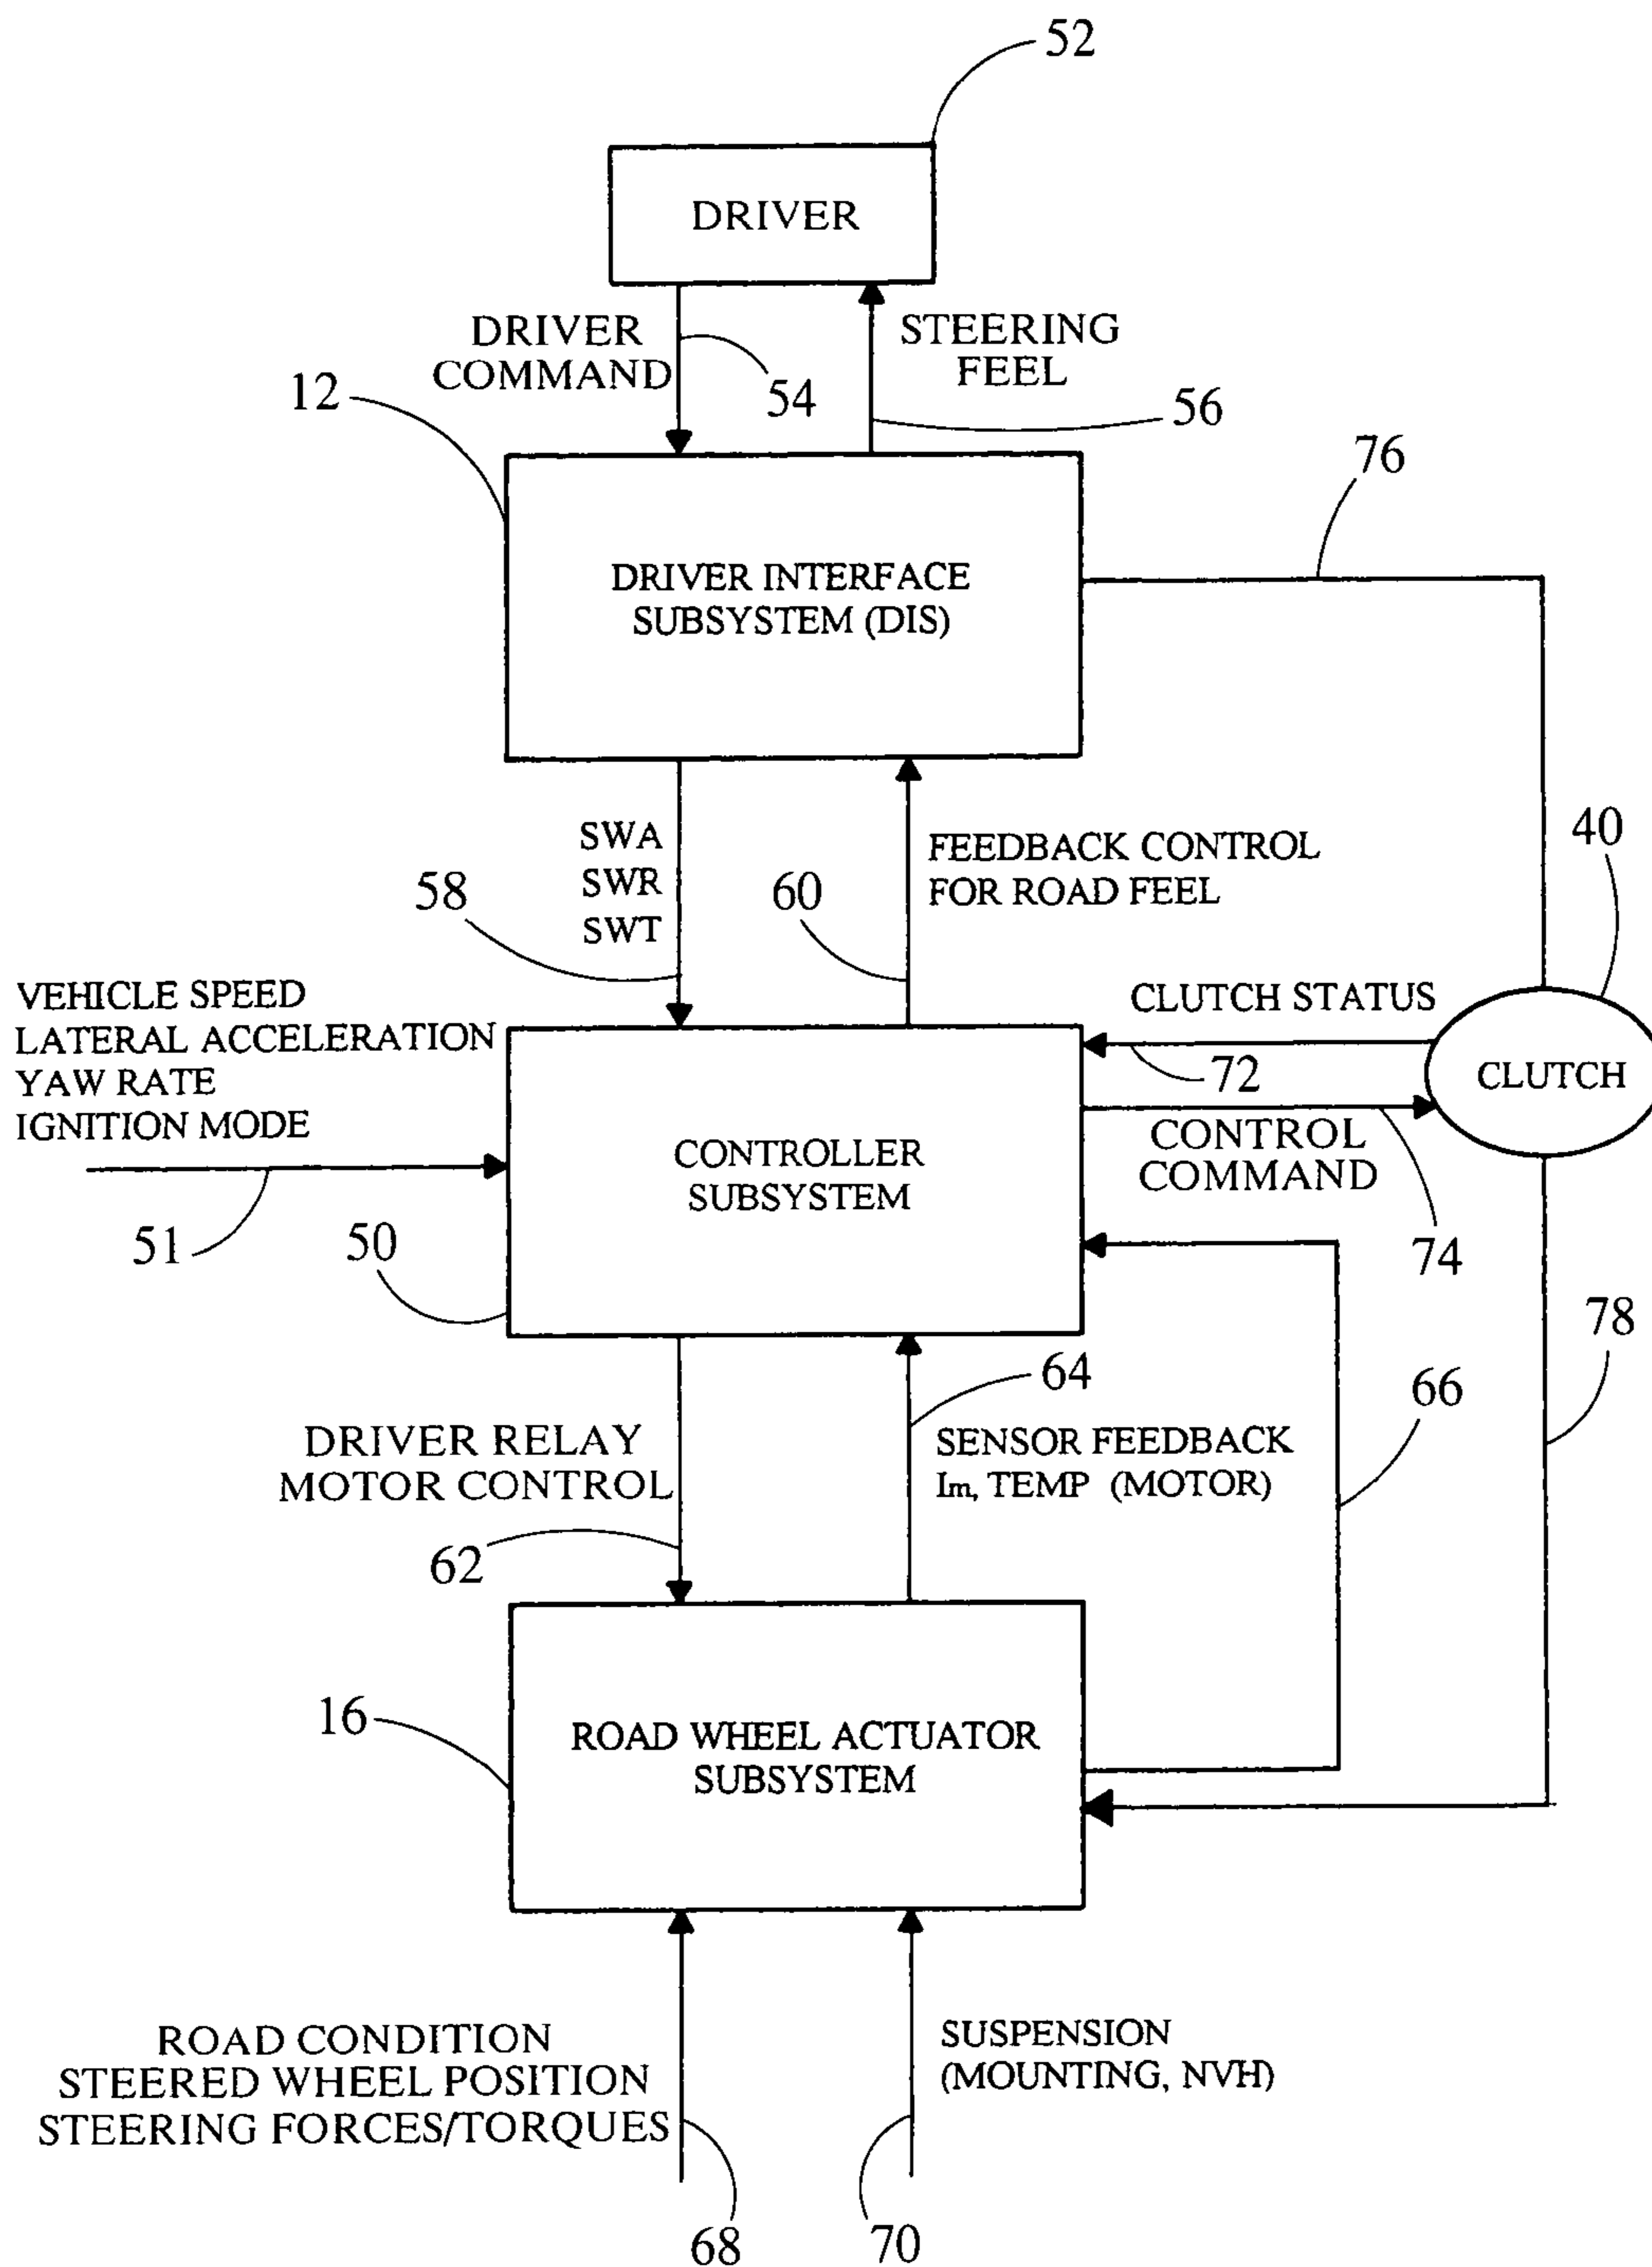 52
DRIVER
DRIVER
COMMAND
54
STEERING
FEEL
56
12
76
DRIVER INTERFACE
SUBSYSTEM (DIS)
SWA
SWR
SWT
58
60
FEEDBACK CONTROL
FOR ROAD FEEL
40
VEHICLE SPEED
LATERAL ACCELERATION
YAW RATE
IGNITION MODE
51
CLUTCH STATUS
72
CLUTCH
CONTROL
COMMAND
74
CONTROLLER
SUBSYSTEM
50
78
64
66
DRIVER RELAY
MOTOR CONTROL
62
SENSOR FEEDBACK
Im, TEMP (MOTOR)
16
ROAD WHEEL ACTUATOR
SUBSYSTEM
ROAD CONDITION
STEERED WHEEL POSITION
STEERING FORCES/TORQUES
68
SUSPENSION
(MOUNTING, NVH)
70